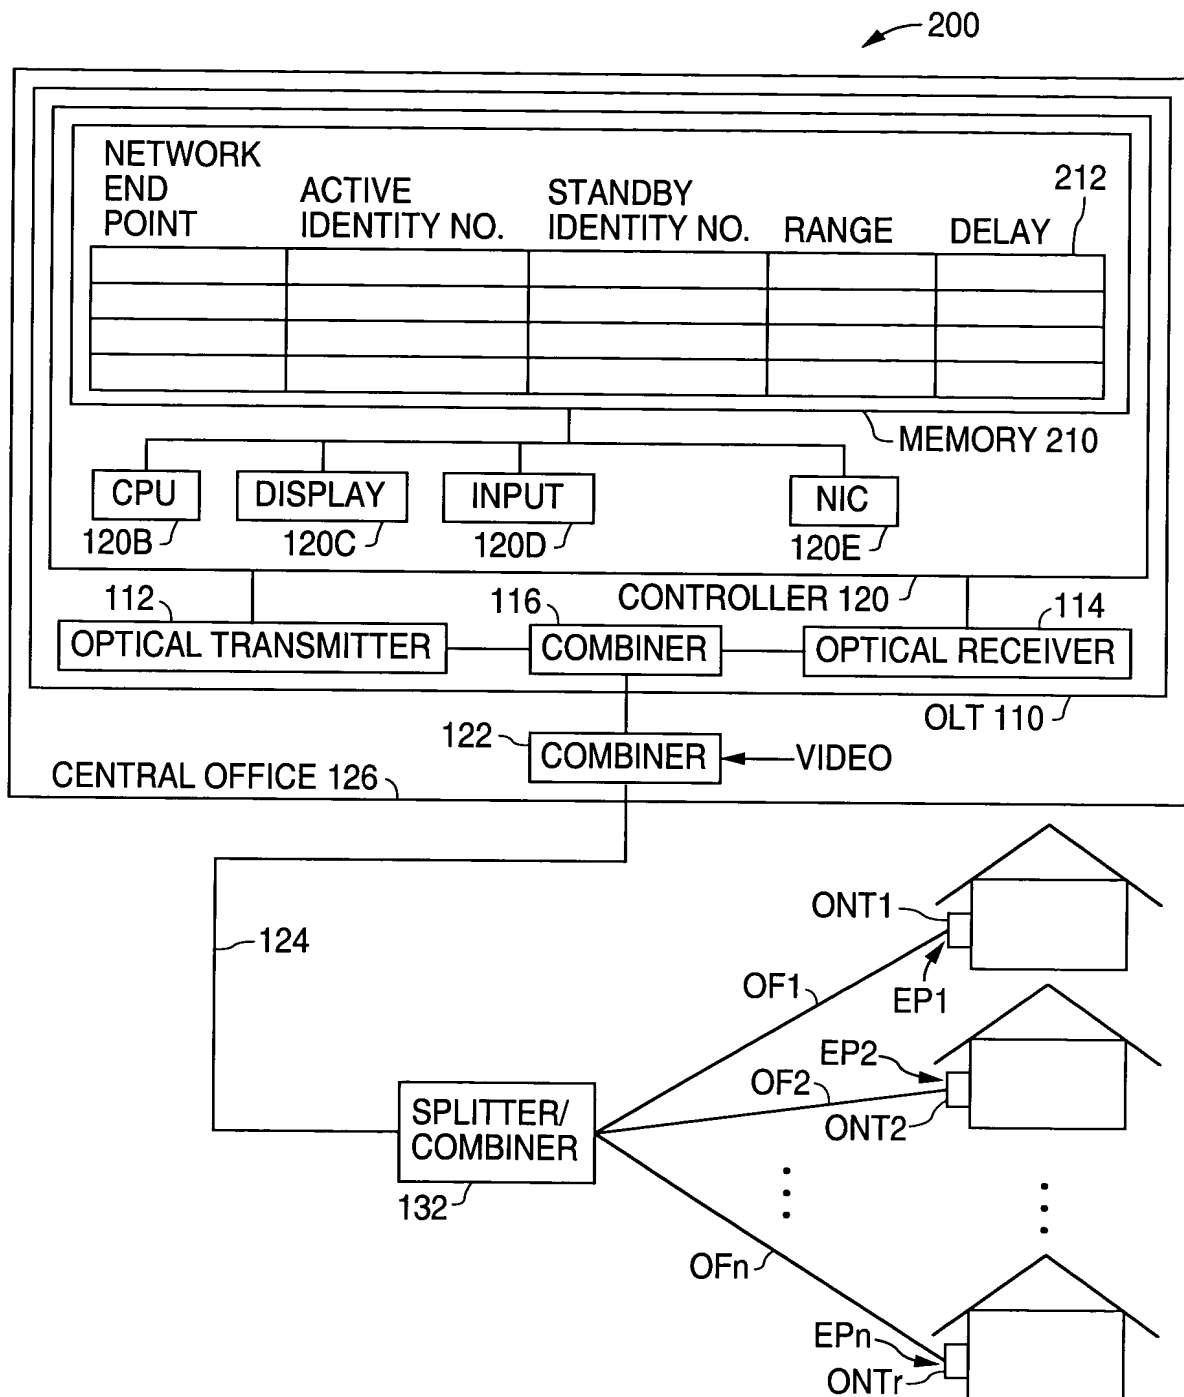 200
NETWORK
END
POINT
ACTIVE
IDENTITY NO.
STANDBY
IDENTITY NO.
RANGE
DELAY
212
MEMORY 210
CPU
DISPLAY
INPUT
NIC
120B
120C
120D
120E
CONTROLLER 120
112
116
114
OPTICAL TRANSMITTER
COMBINER
OPTICAL RECEIVER
OLT 110
122
COMBINER
VIDEO
CENTRAL OFFICE 126
124
ONT1
OF1
EP1
EP2
OF2
ONT2
SPLITTER/
COMBINER
132
OFn
EPn
ONTr